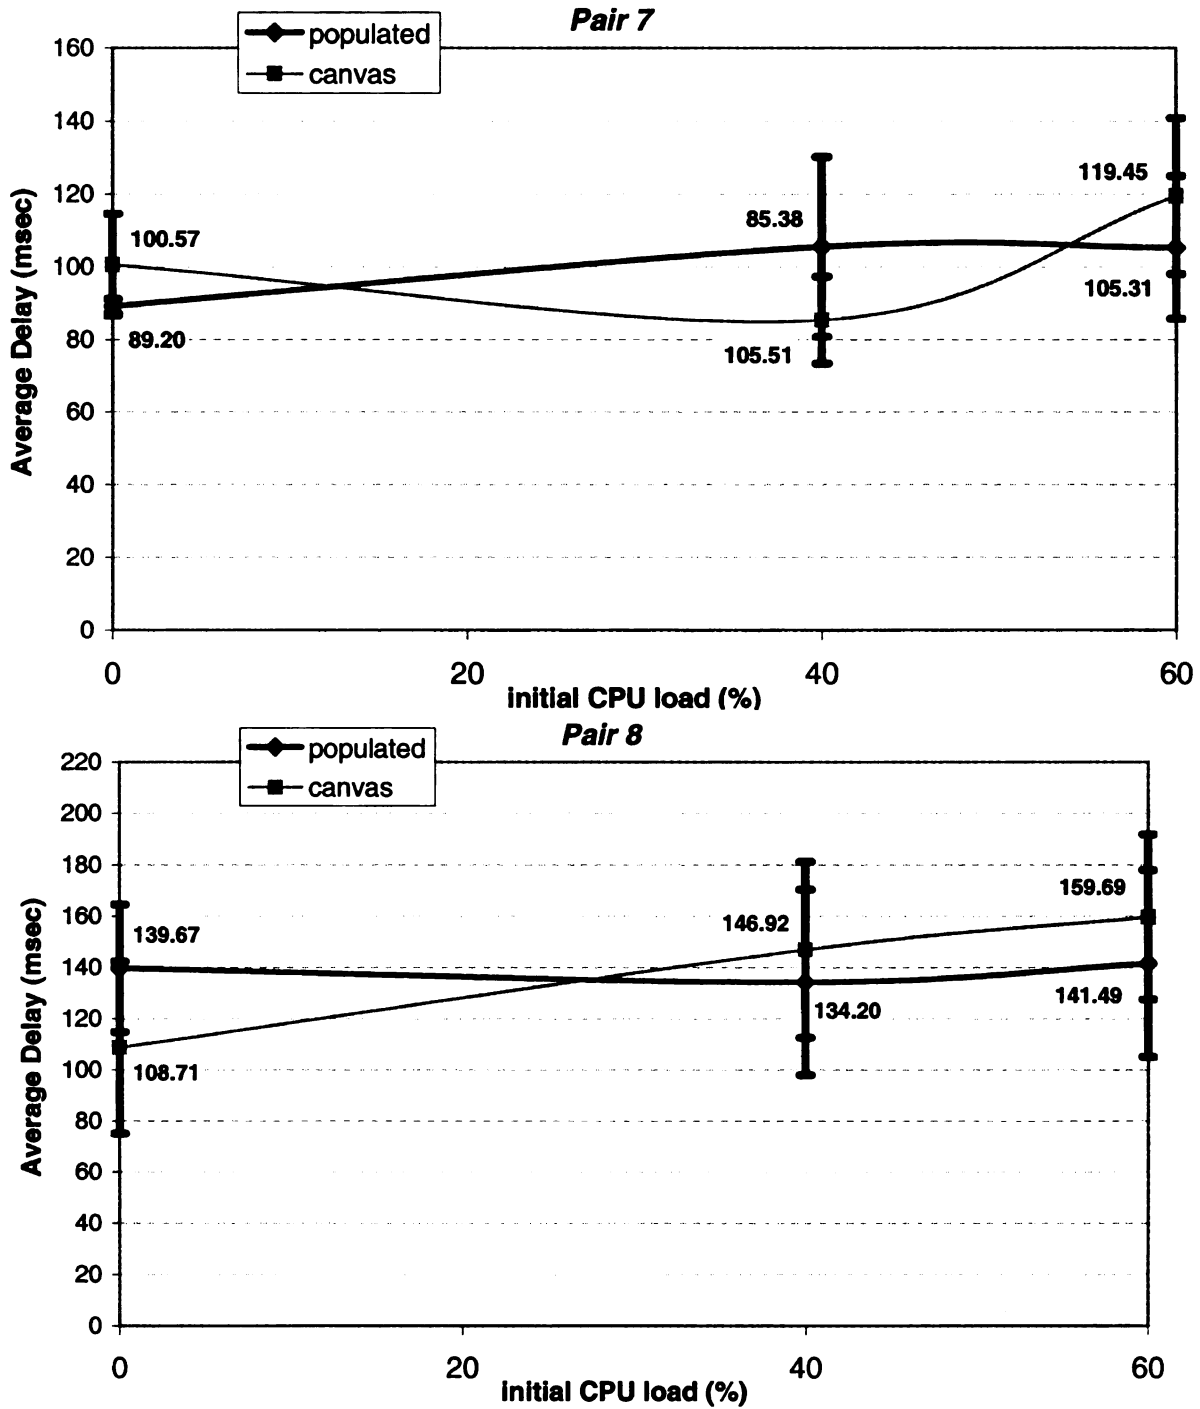 Pair 7
populated
canvas
160
140
120
100
80
60
40
20
0
Average Delay (msec)
100.57
89.20
85.38
105.51
119.45
105.31
0 20 40 60
initial CPU load (%)
Pair 8
populated
canvas
220
200
180
160
140
120
100
80
60
40
20
0
Average Delay (msec)
139.67
108.71
146.92
134.20
159.69
141.49
0 20 40 60
initial CPU load (%)